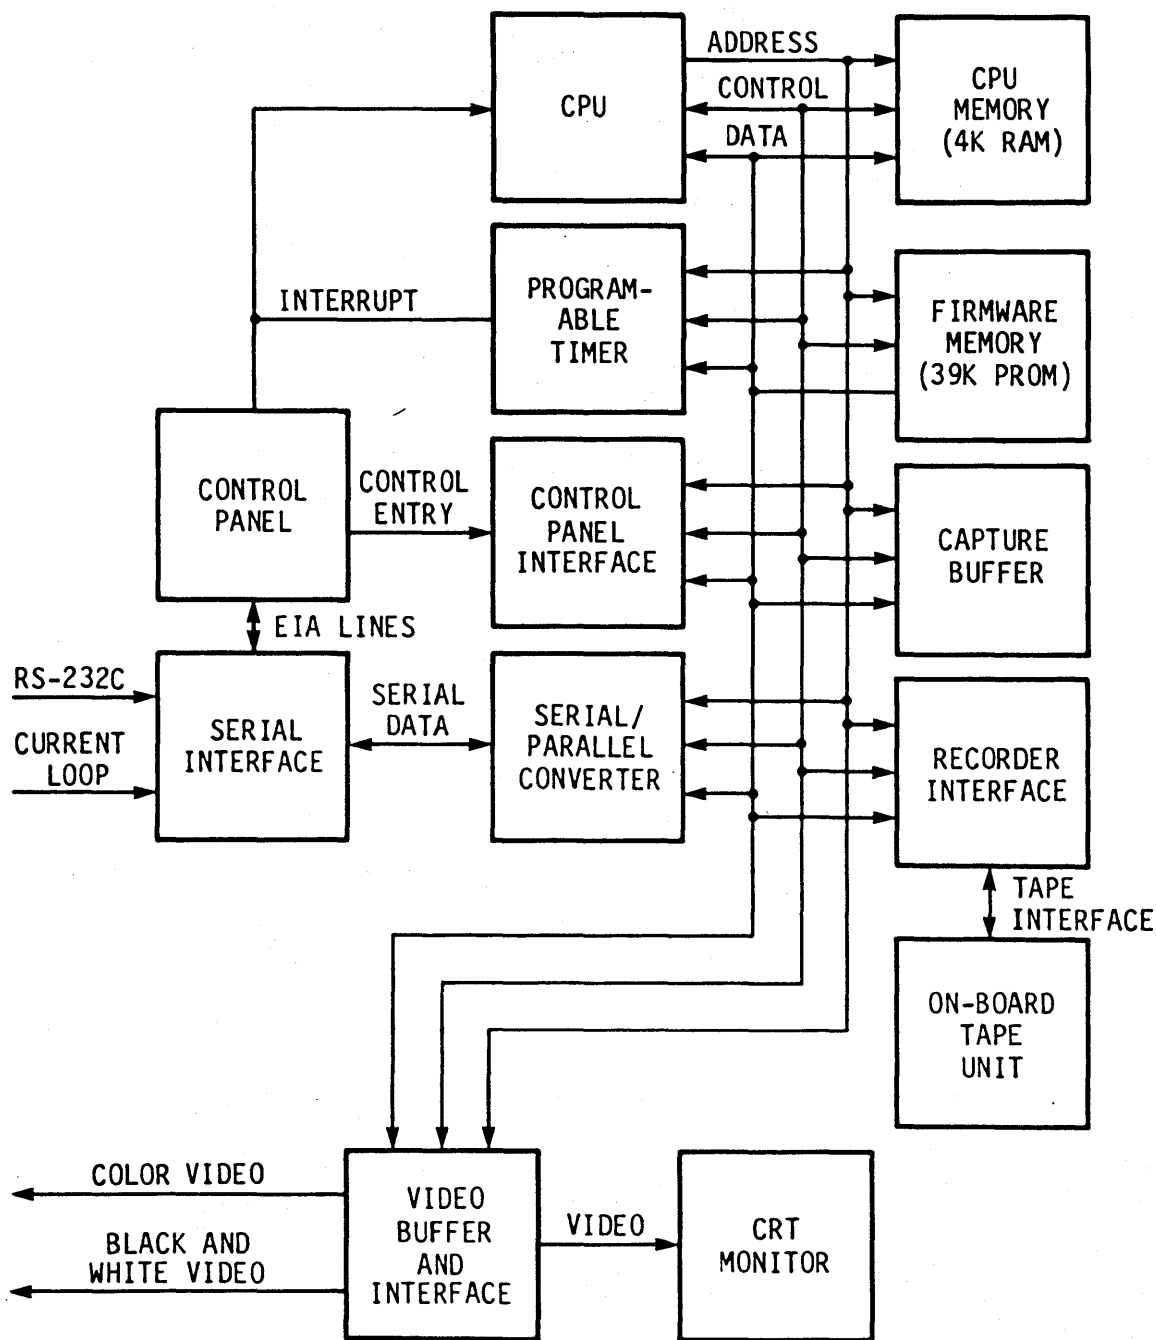 ADDRESS
CONTROL
DATA
CPU
CPU
MEMORY
(4K RAM)
INTERRUPT
PROGRAM-
ABLE
TIMER
FIRMWARE
MEMORY
(39K PROM)
CONTROL
PANEL
CONTROL
ENTRY
CONTROL
PANEL
INTERFACE
CAPTURE
BUFFER
EIA LINES
RS-232C
CURRENT
LOOP
SERIAL
INTERFACE
SERIAL
DATA
SERIAL/
PARALLEL
CONVERTER
RECORDER
INTERFACE
TAPE
INTERFACE
ON-BOARD
TAPE
UNIT
COLOR VIDEO
BLACK AND
WHITE VIDEO
VIDEO
BUFFER
AND
INTERFACE
VIDEO
CRT
MONITOR